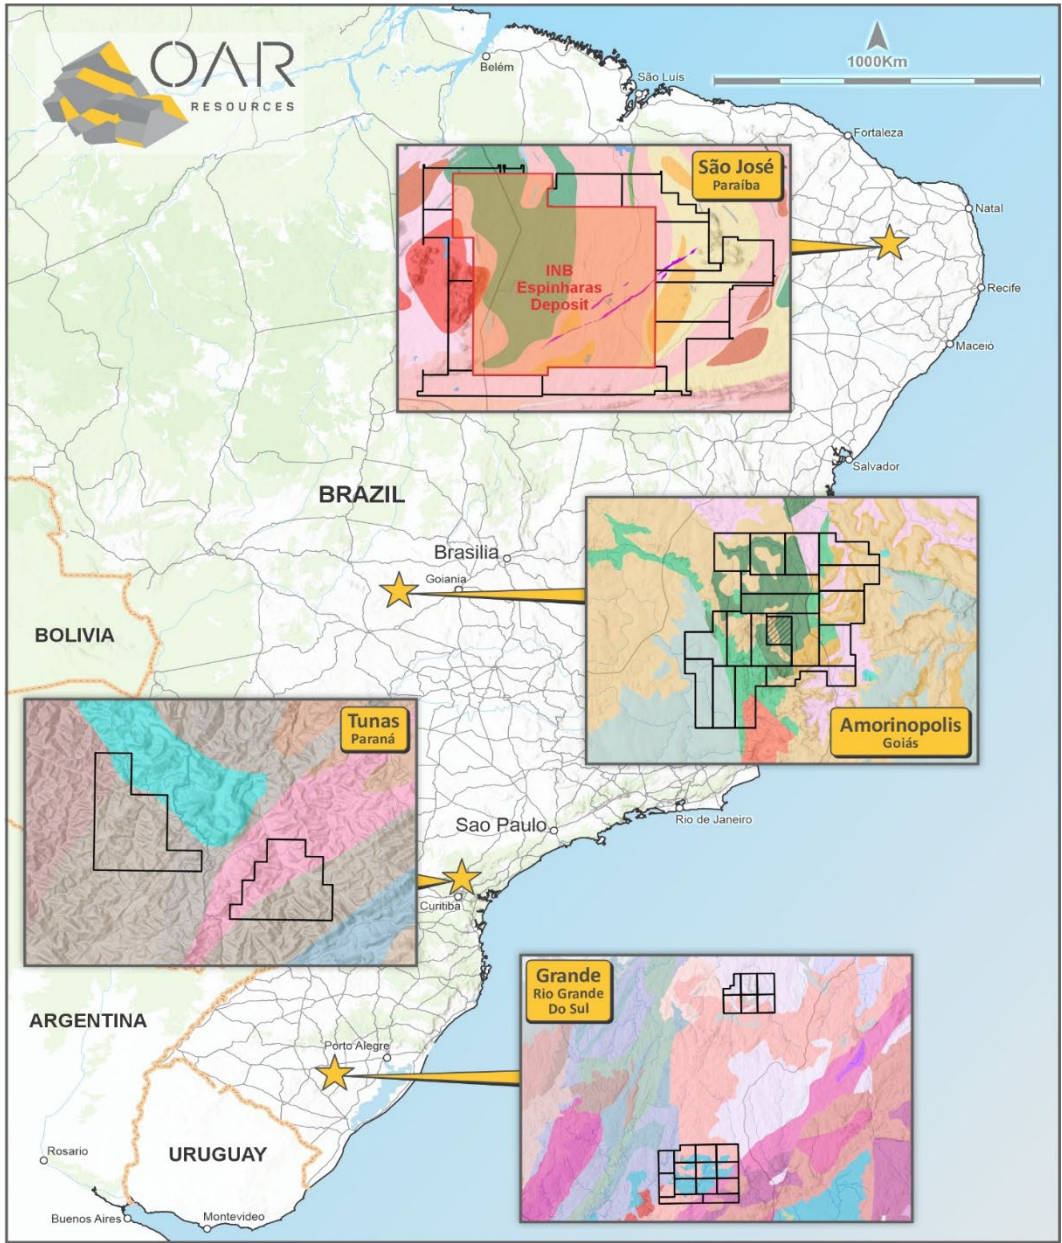 OAR
RESOURCES
1000Km
Belém
São Luis
Fortaleza
São José
Paraíba
Natal
INB
Espinharas
Deposit
Recife
Maceió
Salvador
BRAZIL
Brasilia
Goiania
BOLIVIA
Amorinopolis
Goiás
Tunas
Paraná
Sao Paulo
Rio de Janeiro
Curitiba
Grande
Rio Grande
Do Sul
ARGENTINA
Porto Alegre
Rosario
URUGUAY
Buenos Aires
Montevideo